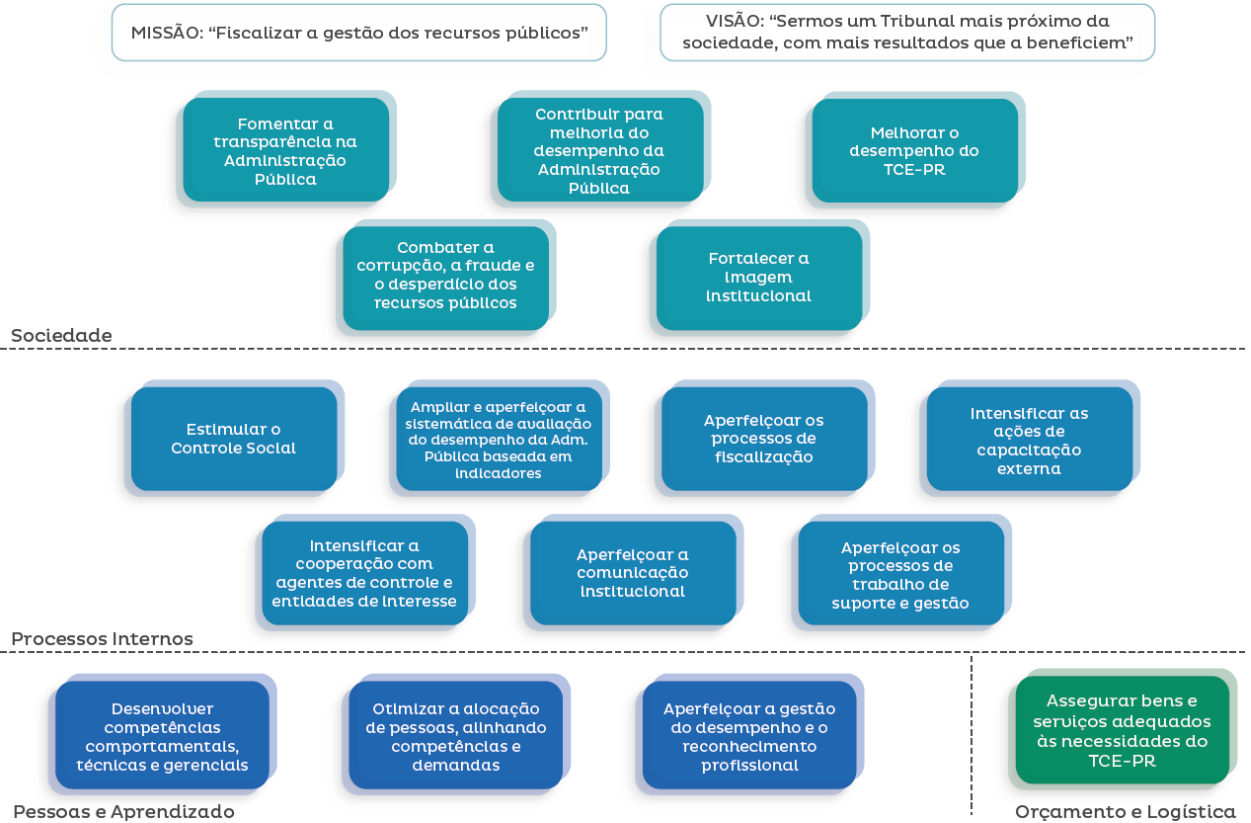 MISSÃO: “Fiscalizar a gestão dos recursos públicos”
VISÃO: “Sermos um Tribunal mais próximo da
sociedade, com mais resultados que a beneficiem”
Fomentar a
transparência na
Administração
Pública
Contribuir para
melhoria do
desempenho da
Administração
Pública
Melhorar o
desempenho do
TCE-PR
Combater a
corrupção, a fraude e
o desperdício dos
recursos públicos
Fortalecer a
Imagem
Institucional
Sociedade
Estimular o
Controle Social
Ampliar e aperfeiçoar a
sistemática de avaliação
do desempenho da Adm.
Pública baseada em
indicadores
Aperfeiçoar os
processos de
fiscalização
Intensificar as
ações de
capacitação
externa
Intensificar a
cooperação com
agentes de controle e
entidades de interesse
Aperfeiçoar a
comunicação
institucional
Aperfeiçoar os
processos de
trabalho de
suporte e gestão
Processos Internos
Desenvolver
competências
comportamentais,
técnicas e gerenciais
Otimizar a alocação
de pessoas, alinhando
competências e
demandas
Aperfeiçoar a gestão
do desempenho e o
reconhecimento
profissional
Assegurar bens e
serviços adequados
às necessidades do
TCE-PR
Pessoas e Aprendizado
Orçamento e Logística